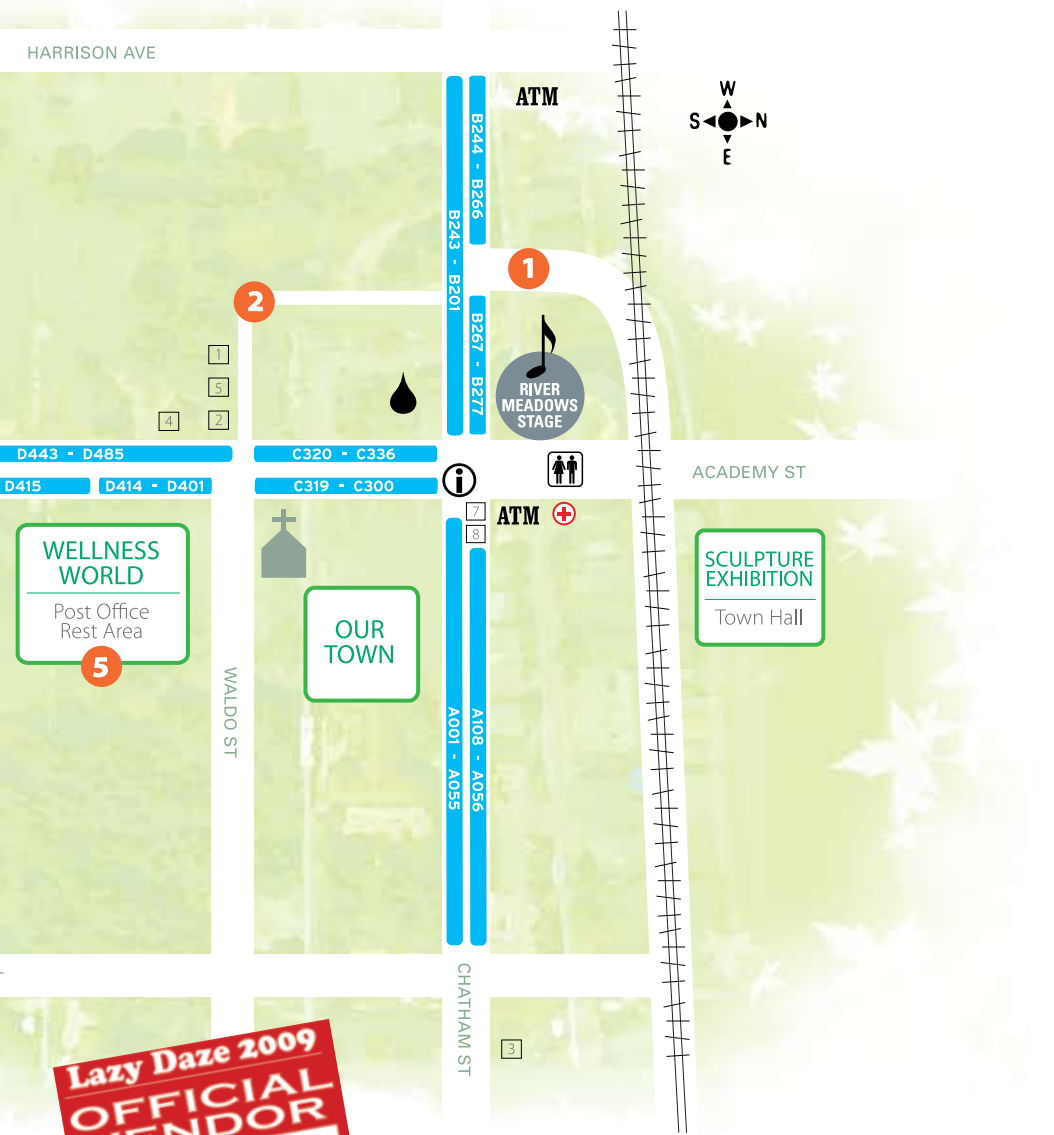 HARRISON AVE
ATM
W
S N
E
B244 - B266
B243 - B201
1
2
B267 - B277
RIVER
MEADOWS
STAGE
1
5
4
2
D443 - D485
C320 - C336
ACADEMY ST
D415
D414 - D401
C319 - C300
i
7
8
ATM
WELLNESS
WORLD
Post Office
Rest Area
5
OUR
TOWN
SCULPTURE
EXHIBITION
Town Hall
WALDO ST
A001 - A055
A108 - A056
CHATHAM ST
3
Lazy Daze 2009
OFFICIAL
VENDOR